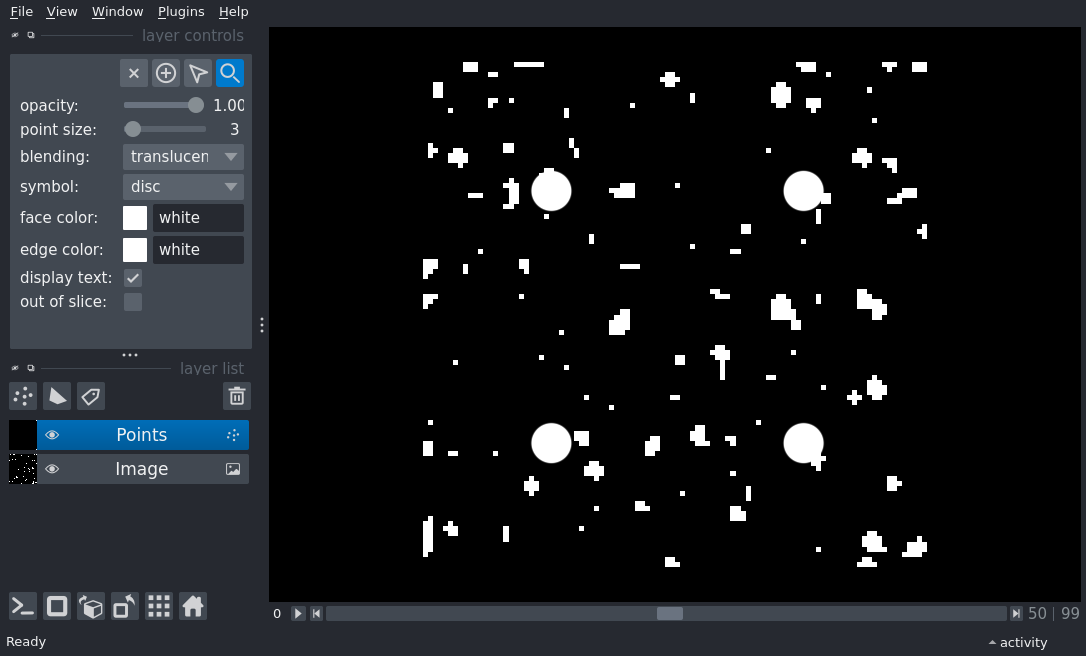 File View Window Plugins Help
layer controls
opacity: 1.00
point size: 3
blending: translucen
symbol: disc
face color: white
edge color: white
display text:
out of slice:
layer list
Points
Image
0 50 | 99
Ready activity